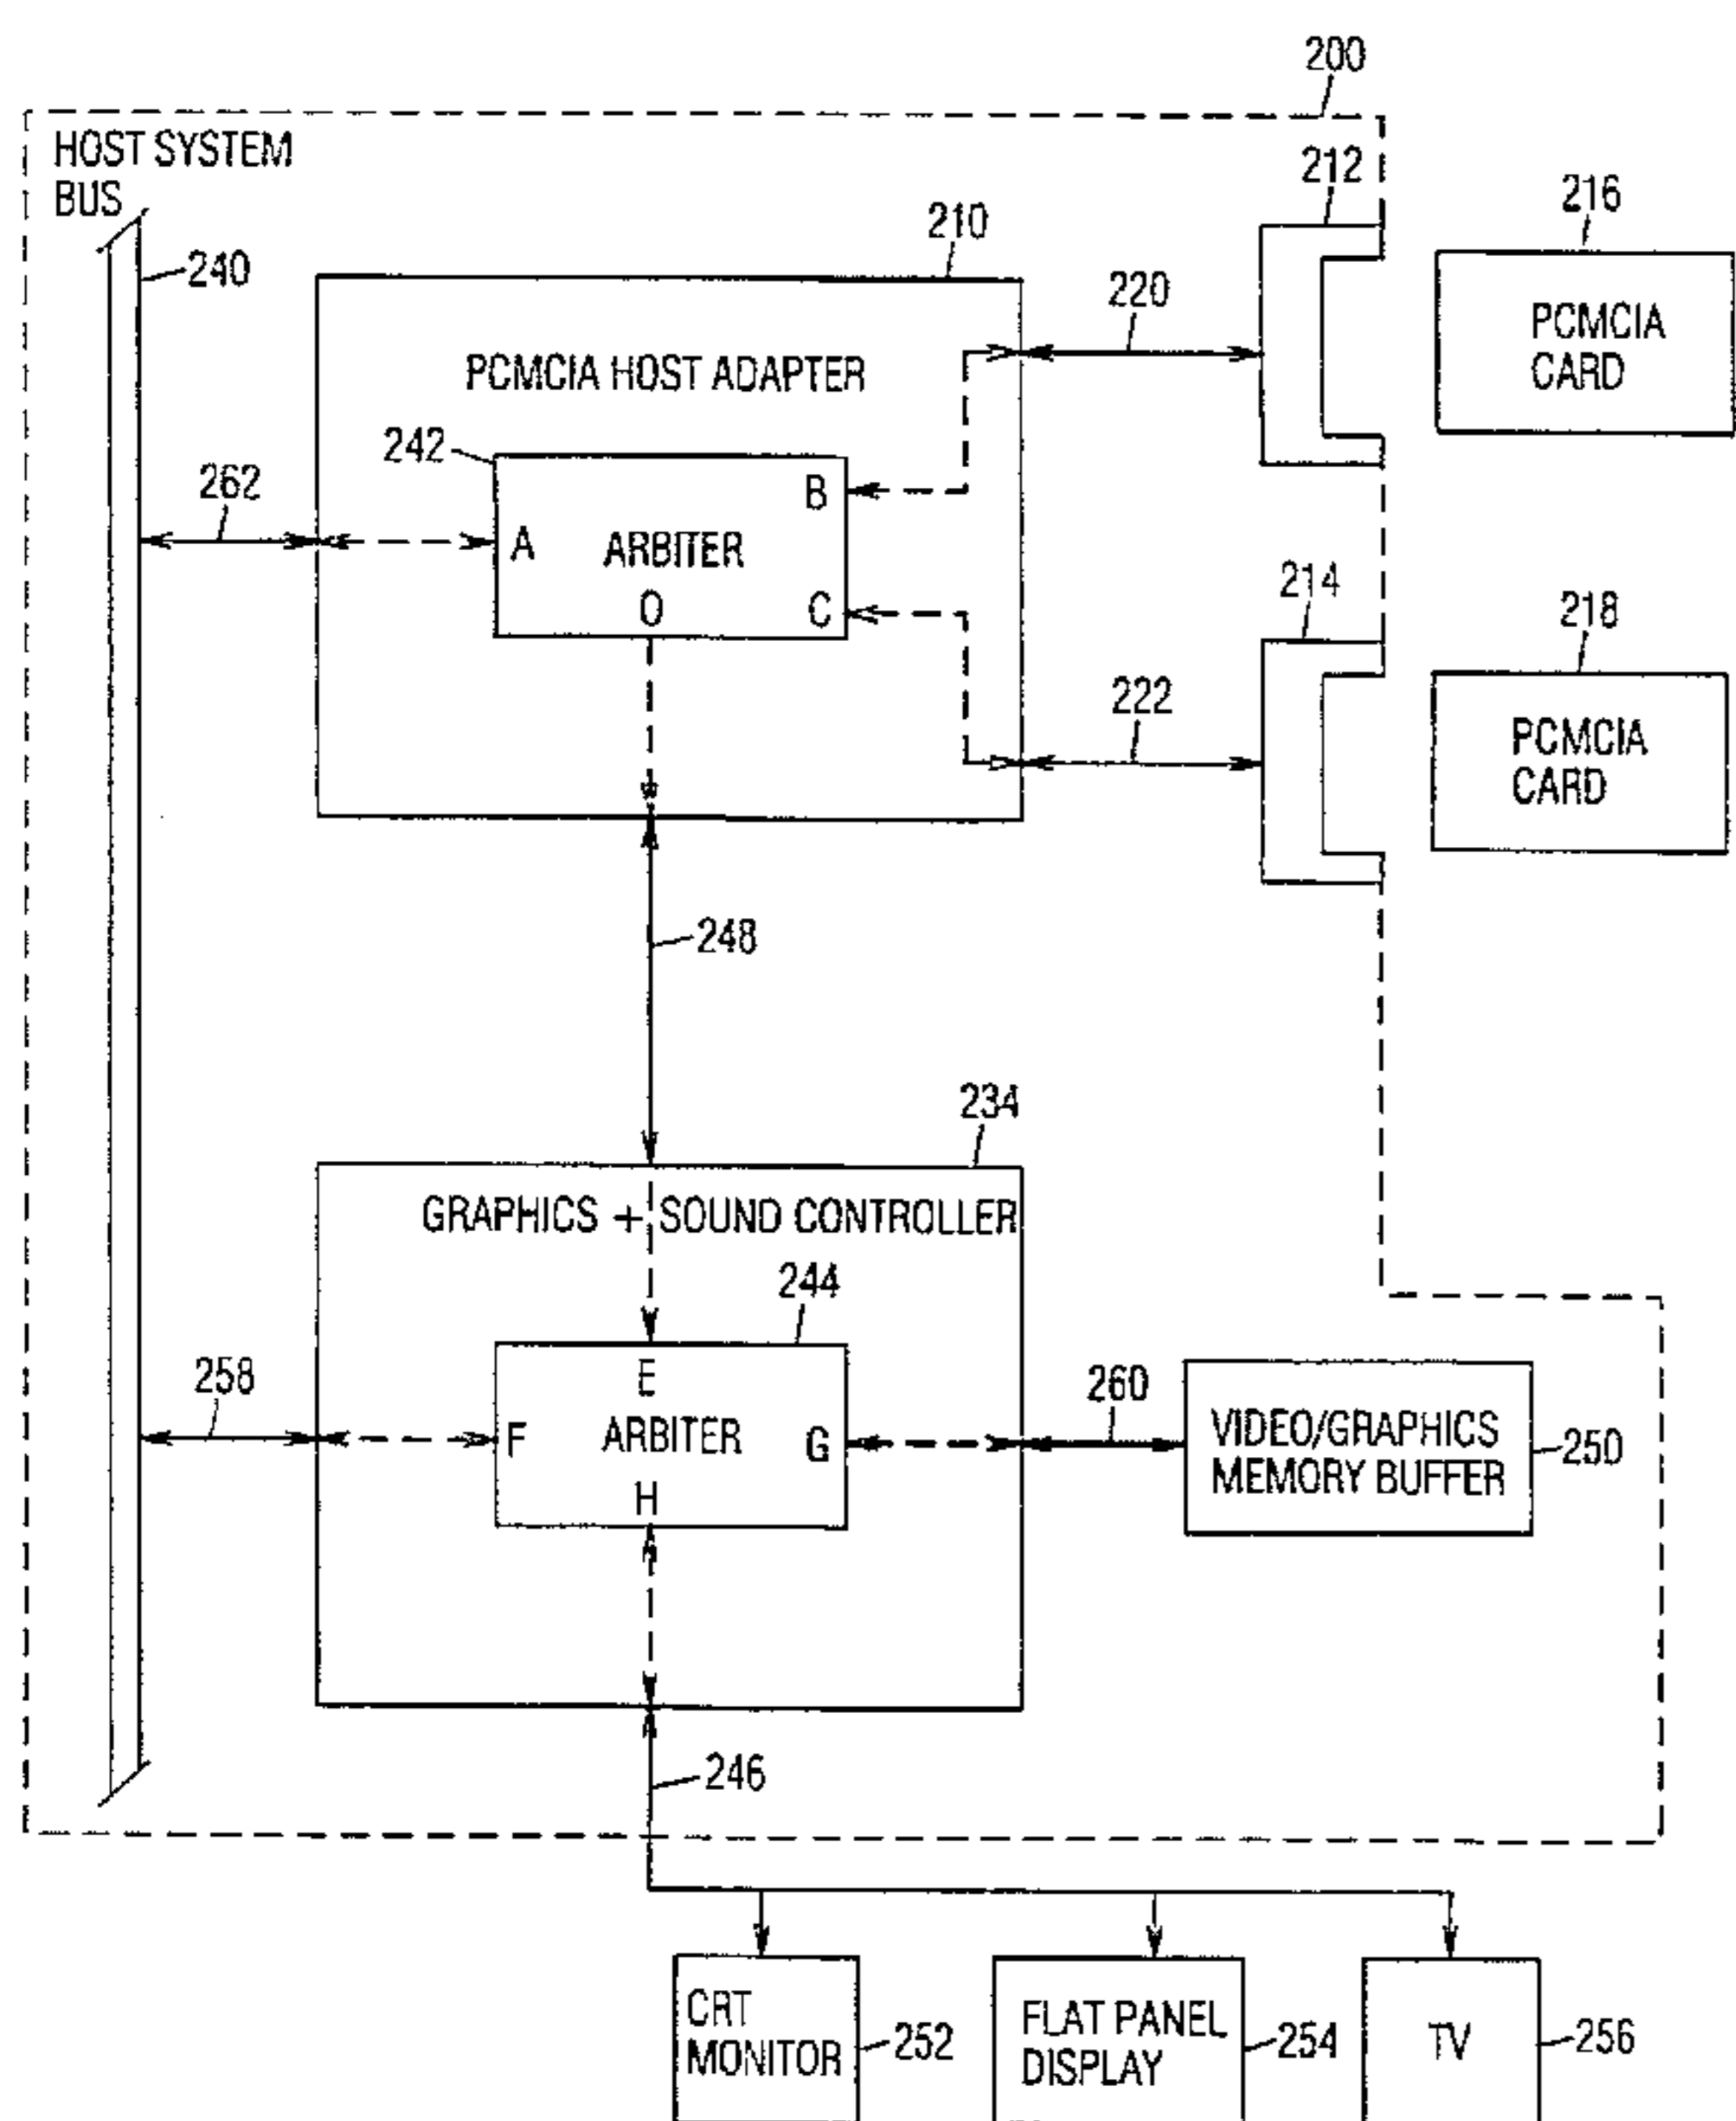 200
HOST SYSTEM
BUS
212
216
210
240
220
PCMCIA
CARD
PCMCIA HOST ADAPTER
242
262
B
A
ARBITER
O
C
214
218
222
PCMCIA
CARD
248
234
GRAPHICS + SOUND CONTROLLER
244
258
E
260
F
ARBITER
G
VIDEO/GRAPHICS
MEMORY BUFFER
250
H
246
CRT
MONITOR
252
FLAT PANEL
DISPLAY
254
TV
256